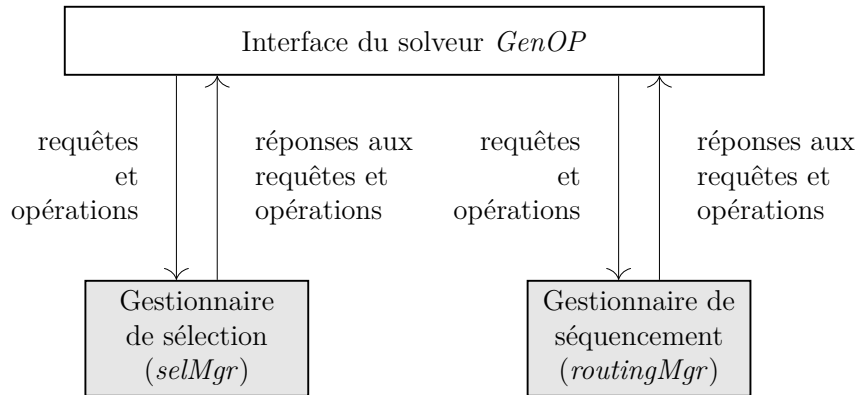 Interface du solveur GenOP
requêtes
et
opérations
réponses aux
requêtes et
opérations
requêtes
et
opérations
réponses aux
requêtes et
opérations
Gestionnaire
de sélection
(selMgr)
Gestionnaire de
séquencement
(routingMgr)